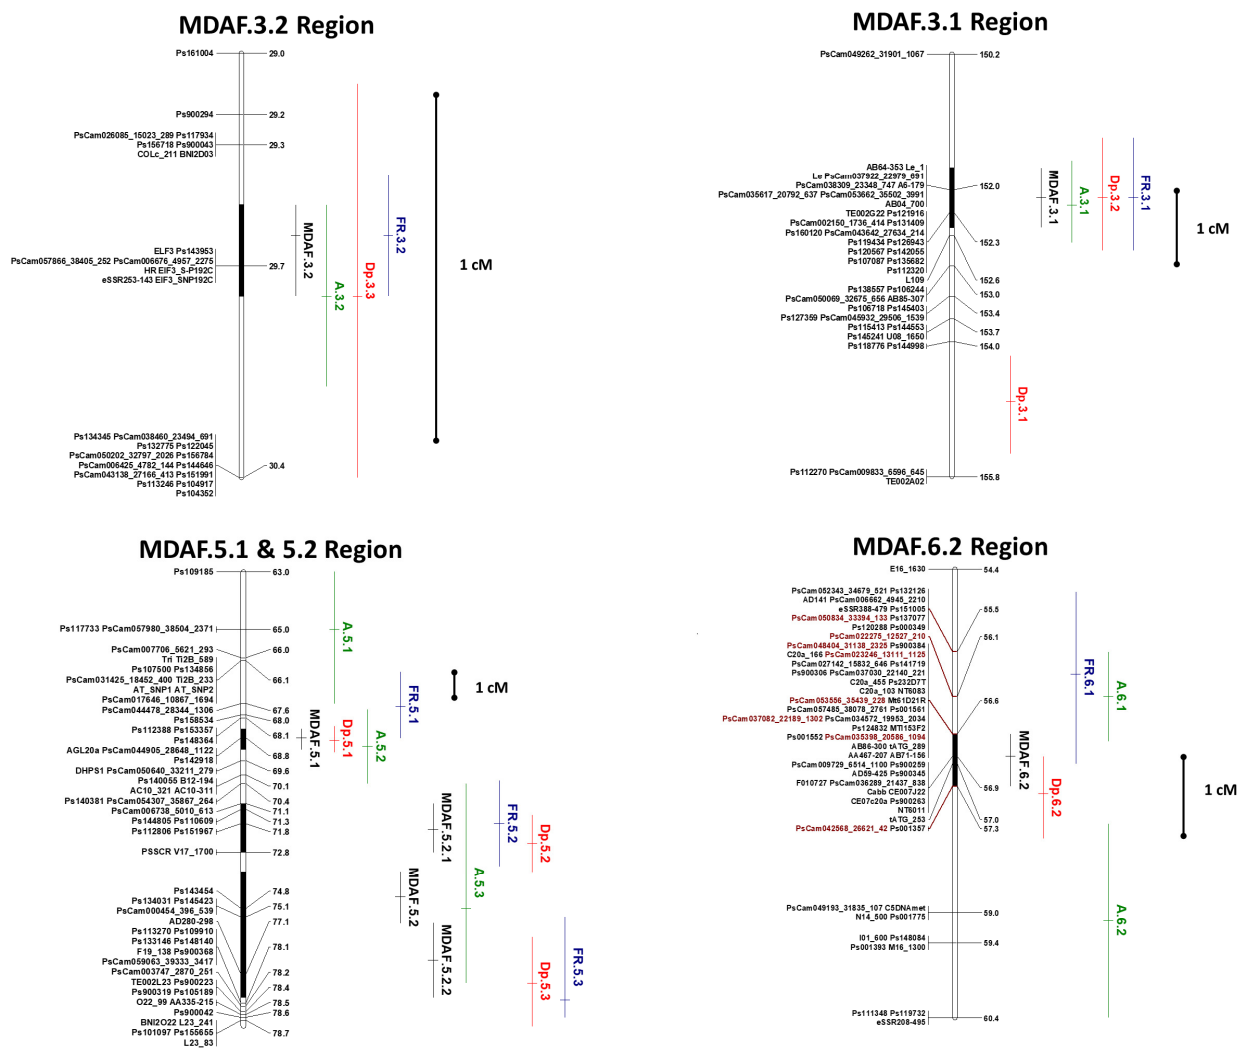 MDAF.3.2 Region
Ps161004 29.0
Ps900294 29.2
PsCam026085_15023_289 Ps117934
Ps156718 Ps900043 29.3
COLc_211 BNI2D03
ELF3 Ps143953
PsCam057866_38405_252 PsCam006676_4957_2275 29.7
HR EIF3_S-P192C
eSSR253-143 EIF3_SNP192C
Ps134345 PsCam038460_23494_691
Ps132775 Ps122045
PsCam050202_32797_2026 Ps156784
PsCam006425_4782_144 Ps144646 30.4
PsCam043138_27166_413 Ps151991
Ps113246 Ps104917
Ps104352
MDAF.3.2
A.3.2
Dp.3.3
FR.3.2
1 cM
MDAF.3.1 Region
PsCam049262_31901_1067 150.2
AB64-353 Le_1
Le PsCam037922_22979_691
PsCam038309_23348_747 A6-179 152.0
PsCam035617_20792_637 PsCam053662_35502_3991
AB04_700
TE002G22 Ps121916
PsCam002150_1736_414 Ps131409
Ps160120 PsCam043642_27634_214
Ps119434 Ps126943 152.3
Ps120567 Ps142055
Ps107087 Ps135682
Ps112320
L109 152.6
Ps138557 Ps106244 153.0
PsCam050069_32675_656 AB85-307
Ps106718 Ps145403 153.4
Ps127359 PsCam045932_29506_1539
Ps115413 Ps144553 153.7
Ps145241 U08_1650
Ps118776 Ps144998 154.0
Ps112270 PsCam009833_6596_645 155.8
TE002A02
MDAF.3.1
A.3.1
Dp.3.2
FR.3.1
Dp.3.1
1 cM
MDAF.5.1 & 5.2 Region
Ps109185 63.0
Ps117733 PsCam057980_38504_2371 65.0
PsCam007706_5621_293 66.0
Tri Ti2B_589
Ps107500 Ps134856
PsCam031425_18452_400 Ti2B_233 66.1
AT_SNP1 AT_SNP2
PsCam017646_10867_1694
PsCam044478_28344_1306 67.6
Ps158534 68.0
Ps112388 Ps153357 68.1
Ps148364
AGL20a PsCam044905_28648_1122 68.8
Ps142918
DHPS1 PsCam050640_33211_279 69.6
Ps140055 B12-194
AC10_321 AC10-311 70.1
Ps140381 PsCam054307_35867_264 70.4
PsCam006738_5010_613 71.1
Ps144805 Ps110609 71.3
Ps112806 Ps151967 71.8
PSSCR V17_1700 72.8
Ps143454 74.8
Ps134031 Ps145423
PsCam000454_396_539 75.1
AD280-298 77.1
Ps113270 Ps109910
Ps133146 Ps148140 78.1
F19_138 Ps900368
PsCam059063_39333_3417
PsCam003747_2870_251 78.2
TE002L23 Ps900223
Ps900319 Ps105189 78.4
O22_99 AA335-215 78.5
Ps900042 78.6
BNI2O22 L23_241
Ps101097 Ps155655 78.7
L23_83
MDAF.5.1
A.5.1
Dp.5.1
A.5.2
FR.5.1
1 cM
MDAF.5.2.1
MDAF.5.2
MDAF.5.2.2
A.5.3
FR.5.2
Dp.5.2
Dp.5.3
FR.5.3
MDAF.6.2 Region
E16_1630 54.4
PsCam052343_34679_521 Ps132126
AD141 PsCam006662_4945_2210
eSSR388-479 Ps151005 55.5
PsCam050834_33394_133 Ps137077
Ps120288 Ps000349
PsCam022275_12527_210 56.1
PsCam048404_31138_2325 Ps900384
C20a_166 PsCam023246_13111_1125
PsCam027142_15832_646 Ps141719
Ps900306 PsCam037030_22140_221
C20a_455 Ps232D7T
C20a_103 NT6083
PsCam053556_35439_228 Mt61D21R 56.6
PsCam057485_38078_2761 Ps001561
PsCam037082_22189_1302 PsCam034572_19953_2034
Ps124832 MTI153F2
Ps001552 PsCam035398_20586_1094
AB86-300 tATG_289
AA467-207 AB71-156
PsCam009729_6514_1100 Ps900259
AD59-425 Ps900345
F010727 PsCam036289_21437_838
Cabb CE007J22 56.9
CE07c20a Ps900263
NT6011
tATG_253 57.0
PsCam042568_26621_42 Ps001357 57.3
PsCam049193_31835_107 C5DNAmet 59.0
N14_500 Ps001775
I01_600 Ps148084 59.4
Ps001393 M16_1300
Ps111348 Ps119732 60.4
eSSR208-495
MDAF.6.2
Dp.6.2
FR.6.1
A.6.1
A.6.2
1 cM